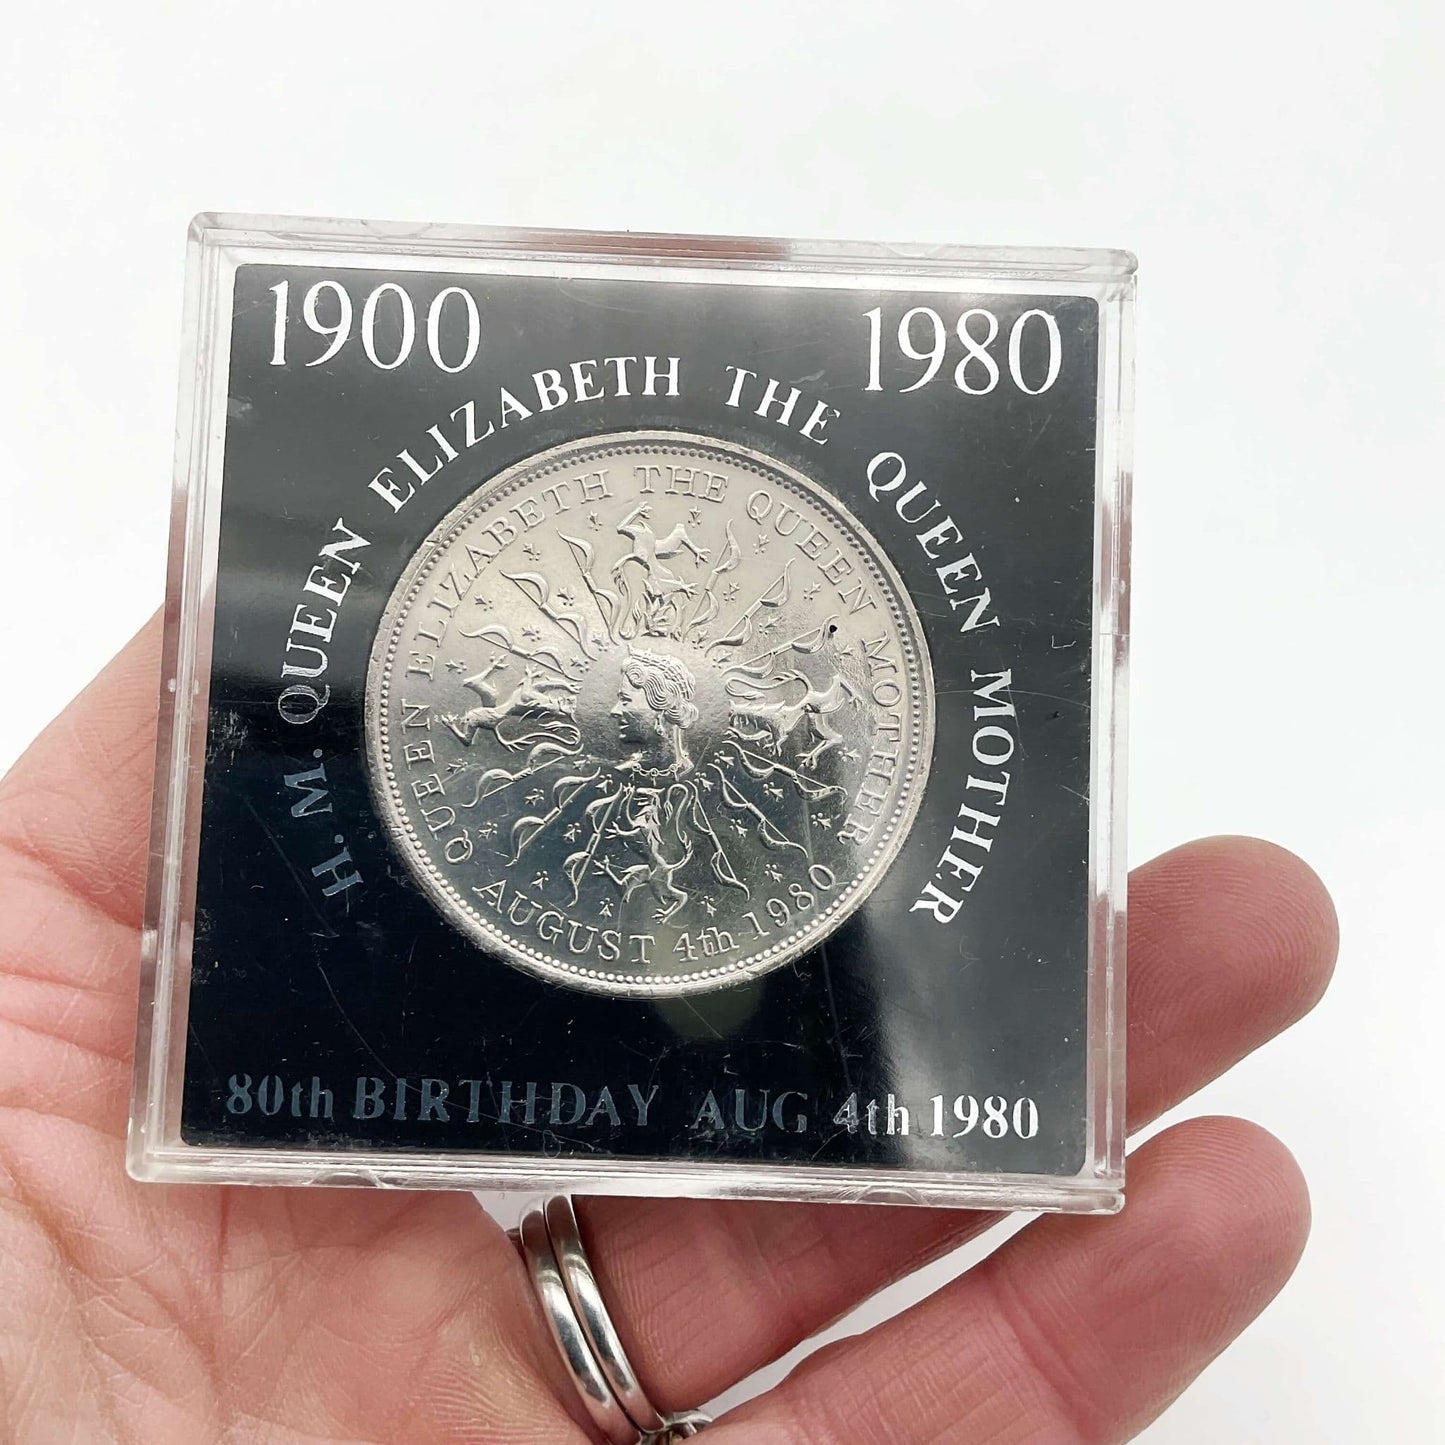 1900 1980
H. M. QUEEN ELIZABETH THE QUEEN MOTHER
QUEEN ELIZABETH THE QUEEN MOTHER
AUGUST 4th 1980
80th BIRTHDAY AUG 4th 1980